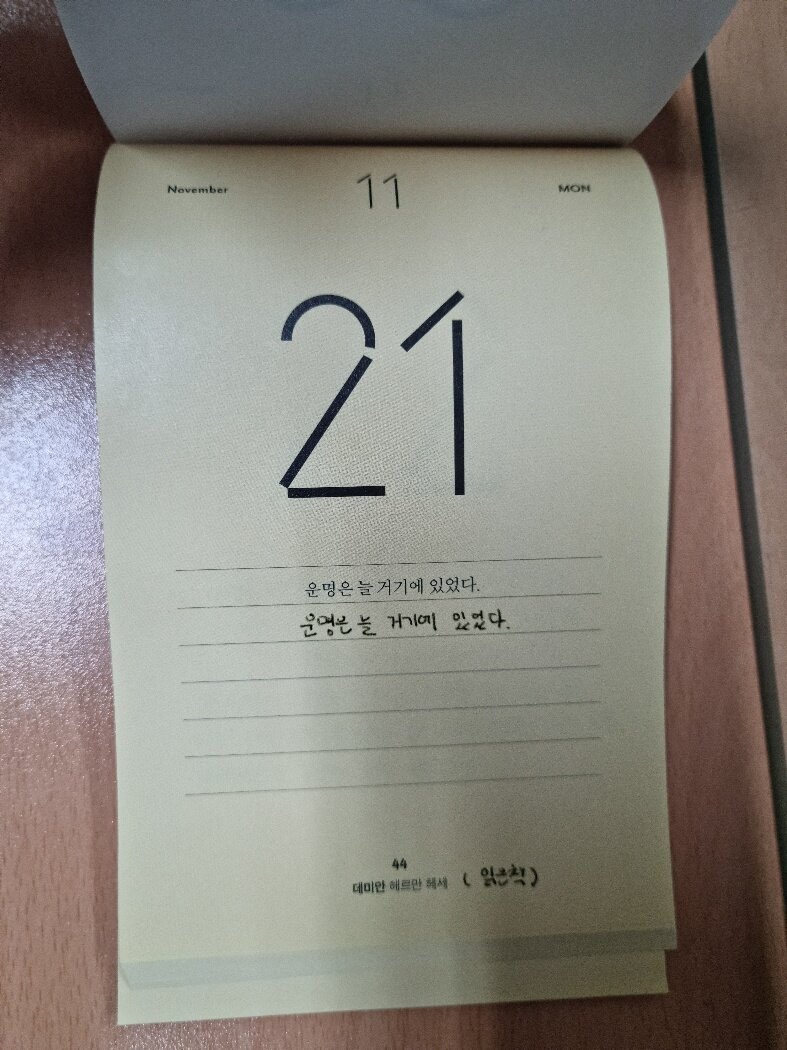 November 11 MON
21
운명은 늘 거기에 있었다.
운명은 늘 거기에 있었다.
44
데미안 헤르만 헤세 (읽은책)